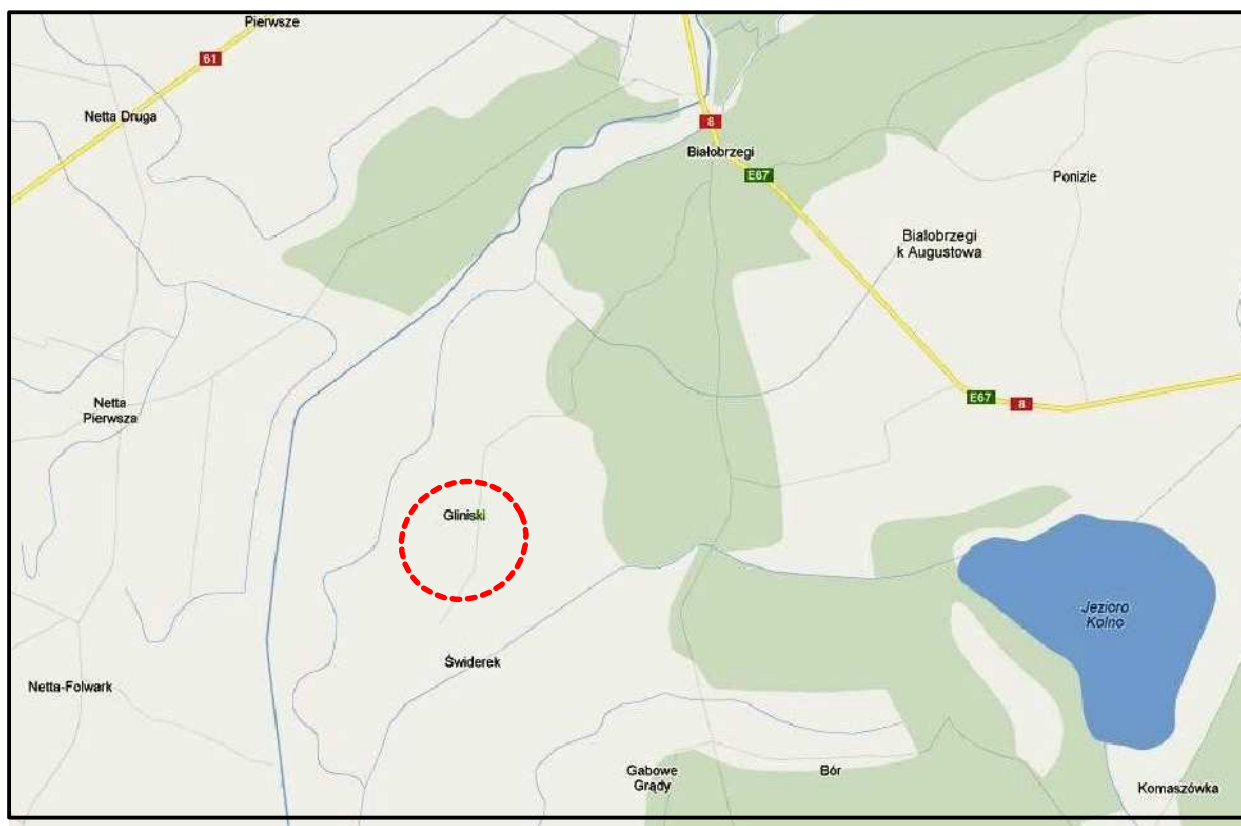 Pierwsze
61
Netta Druga
8
Białobrzegi
E67
Ponizie
Białobrzegi
k Augustowa
E67
8
Netta
Pierwsza
Gliniski
Jezioro
Kolno
Świderek
Netta-Folwark
Gabowe
Grądy
Bór
Komaszówka